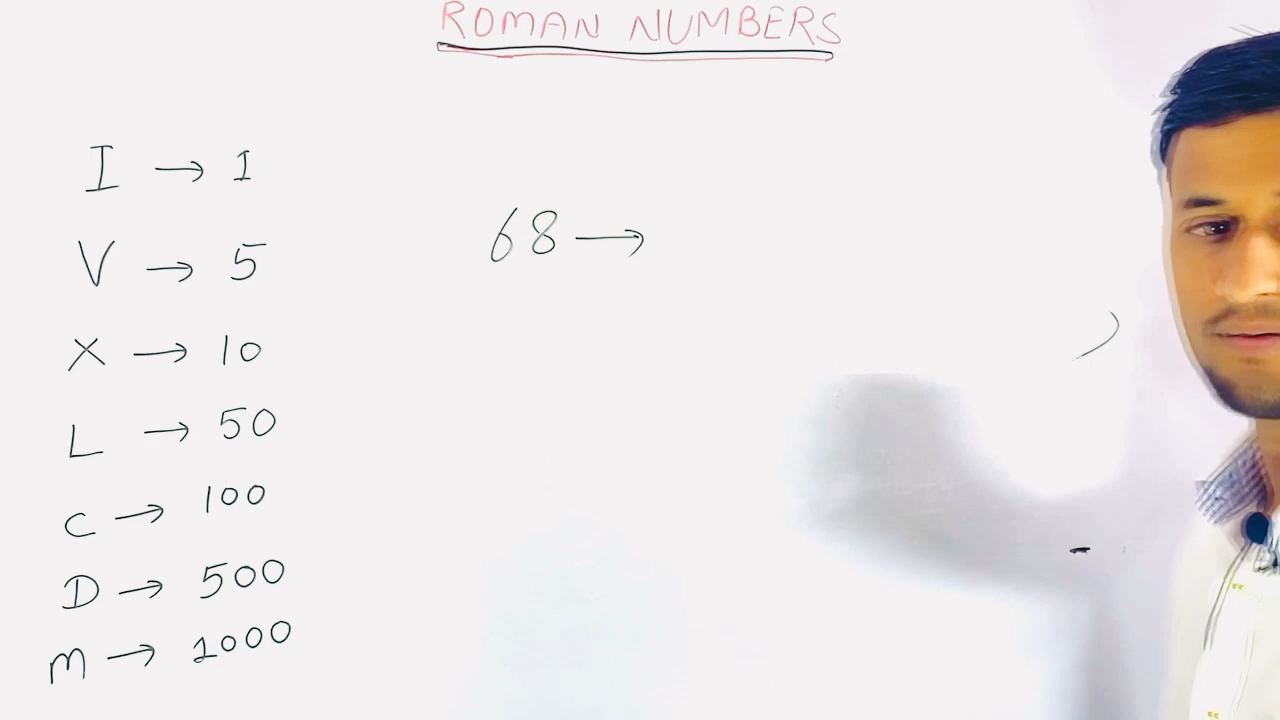 ROMAN NUMBERS
I → 1
V → 5
X → 10
L → 50
C → 100
D → 500
M → 1000
68 →